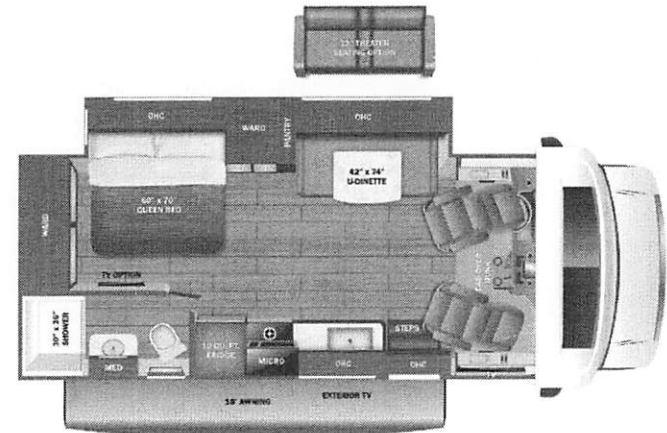 THEATER
SEATING OPTION
OHC
WARD
PANTRY
OHC
42" x 74"
U-DINETTE
60" x 70"
QUEEN BED
WARD
TV OPTION
30" x 36"
SHOWER
MED
FRIDGE
MICRO
OHC
STEPS
OHC
AWNING
EXTERIOR TV